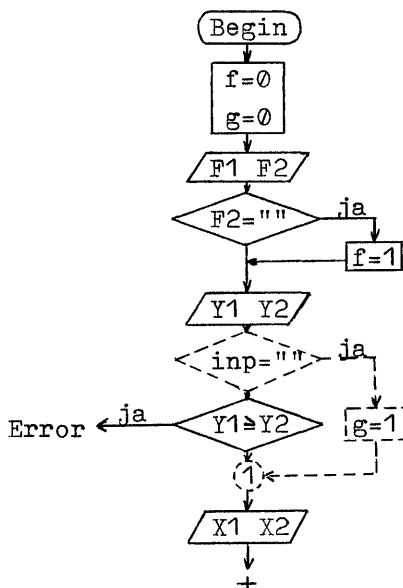 Begin
f=0
g=0
F1 F2
F2=""
ja
f=1
Y1 Y2
inp=""
ja
Error
ja
Y1≧Y2
g=1
1
X1 X2